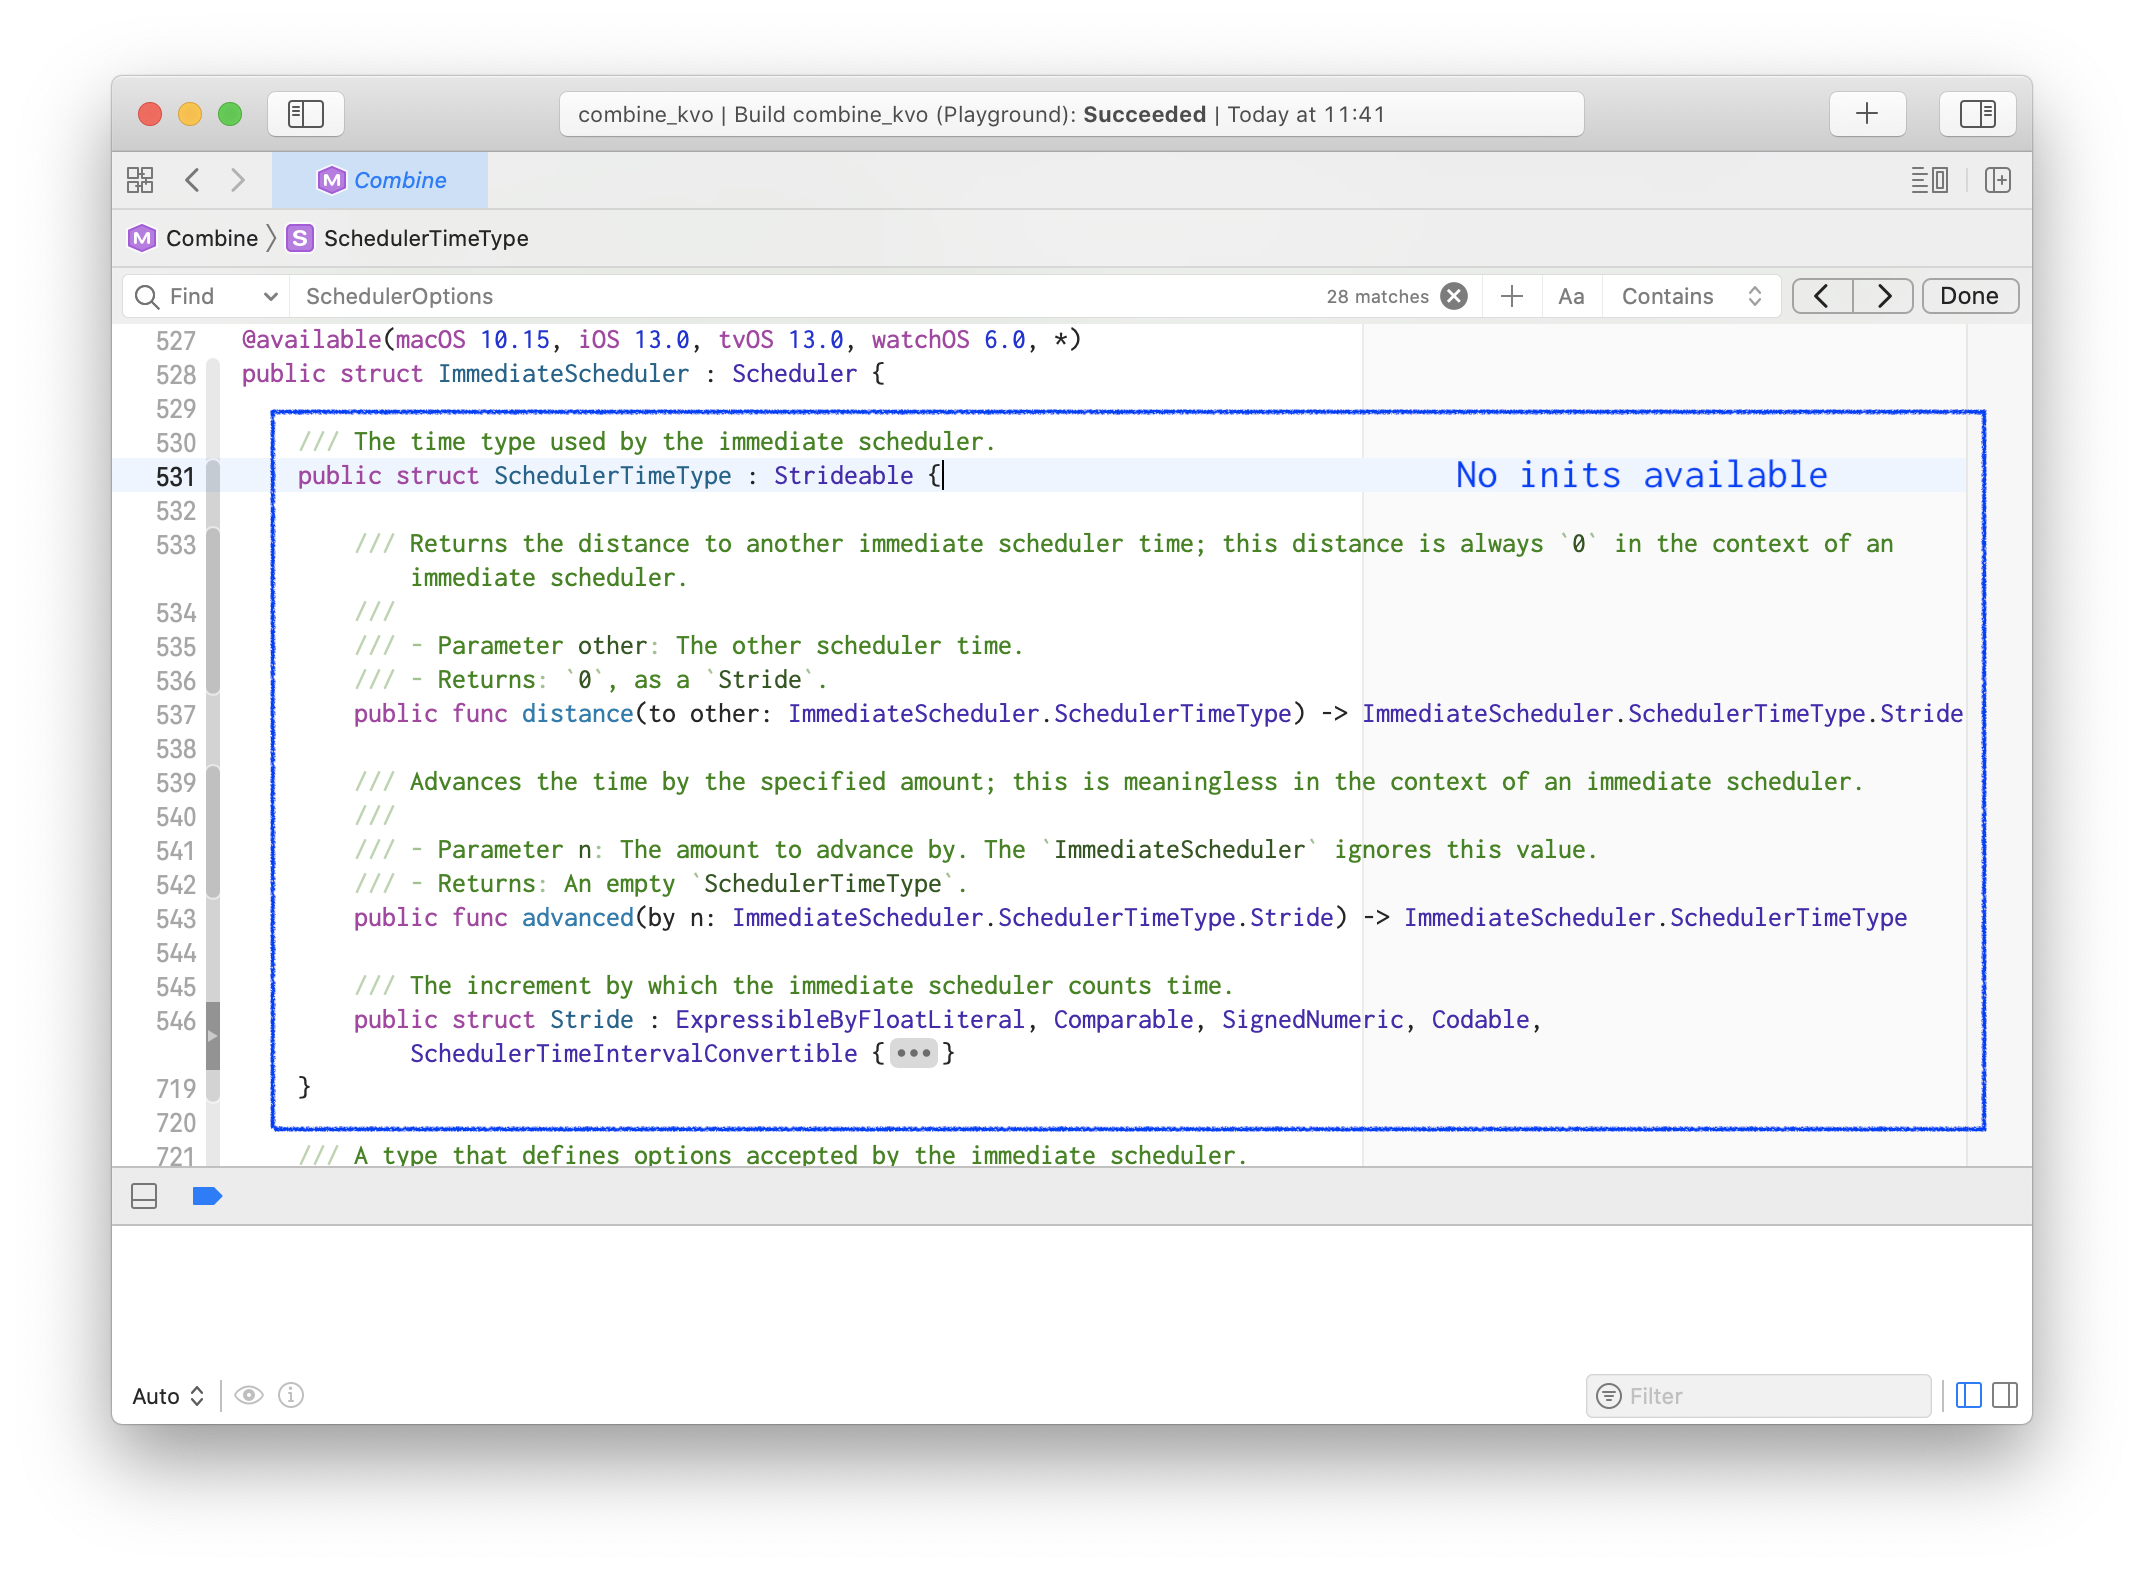 combine_kvo | Build combine_kvo (Playground): Succeeded | Today at 11:41
M Combine
M Combine 〉 S SchedulerTimeType
Find SchedulerOptions 28 matches Aa Contains Done
527 @available(macOS 10.15, iOS 13.0, tvOS 13.0, watchOS 6.0, *)
528 public struct ImmediateScheduler : Scheduler {
529
530 /// The time type used by the immediate scheduler.
531 public struct SchedulerTimeType : Strideable { No inits available
532
533 /// Returns the distance to another immediate scheduler time; this distance is always `0` in the context of an
immediate scheduler.
534 ///
535 /// - Parameter other: The other scheduler time.
536 /// - Returns: `0`, as a `Stride`.
537 public func distance(to other: ImmediateScheduler.SchedulerTimeType) -> ImmediateScheduler.SchedulerTimeType.Stride
538
539 /// Advances the time by the specified amount; this is meaningless in the context of an immediate scheduler.
540 ///
541 /// - Parameter n: The amount to advance by. The `ImmediateScheduler` ignores this value.
542 /// - Returns: An empty `SchedulerTimeType`.
543 public func advanced(by n: ImmediateScheduler.SchedulerTimeType.Stride) -> ImmediateScheduler.SchedulerTimeType
544
545 /// The increment by which the immediate scheduler counts time.
546 public struct Stride : ExpressibleByFloatLiteral, Comparable, SignedNumeric, Codable,
SchedulerTimeIntervalConvertible {•••}
719 }
720
721 /// A type that defines options accepted by the immediate scheduler.
Auto Filter